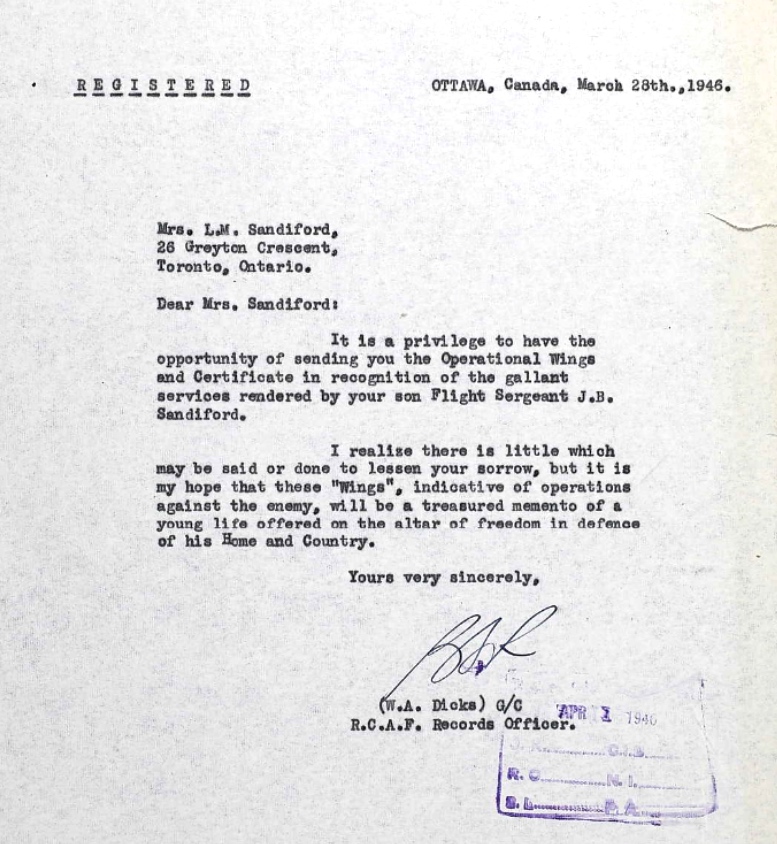 REGISTERED
OTTAWA, Canada, March 28th.,1946.
Mrs. L.M. Sandiford,
26 Greyton Crescent,
Toronto, Ontario.
Dear Mrs. Sandiford:
It is a privilege to have the
opportunity of sending you the Operational Wings
and Certificate in recognition of the gallant
services rendered by your son Flight Sergeant J.B.
Sandiford.
I realize there is little which
may be said or done to lessen your sorrow, but it is
my hope that these "Wings", indicative of operations
against the enemy, will be a treasured memento of a
young life offered on the altar of freedom in defence
of his Home and Country.
Yours very sincerely,
(W.A. Dicks) G/C
R.C.A.F. Records Officer.
APR 1 1946
R. O. N. I.
P. A.